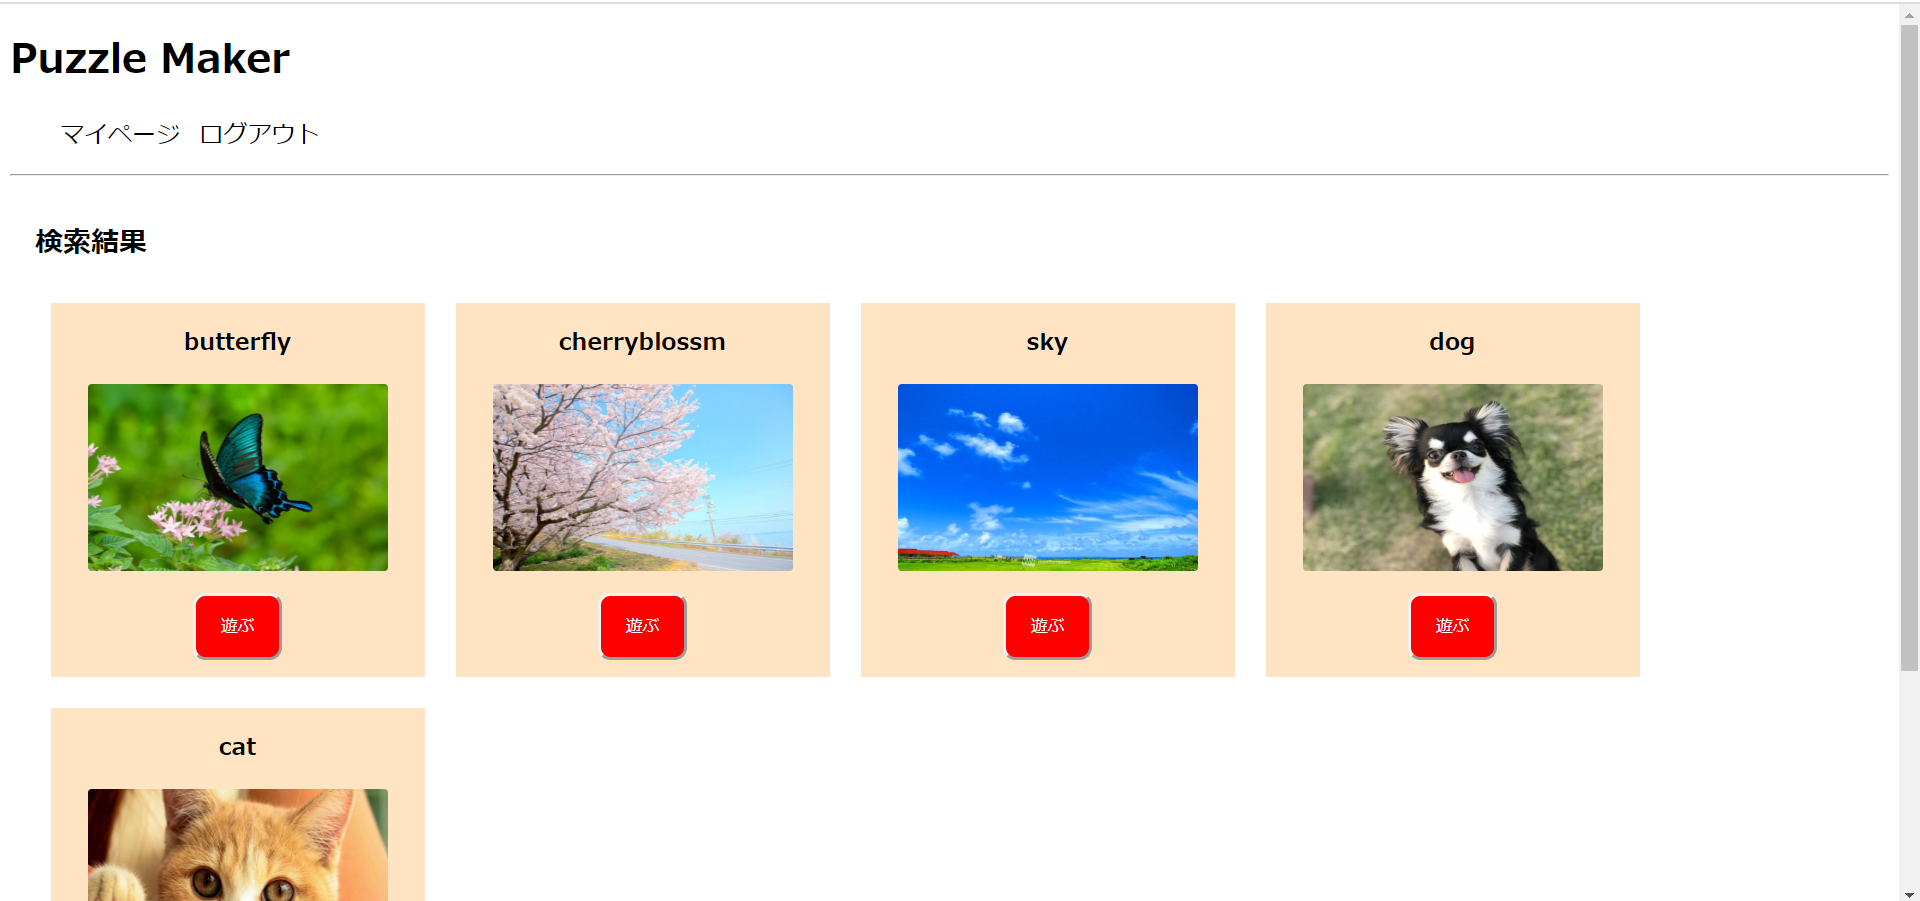 Puzzle Maker
マイページ ログアウト
検索結果
butterfly
cherryblossm
sky
dog
遊ぶ
遊ぶ
遊ぶ
遊ぶ
cat